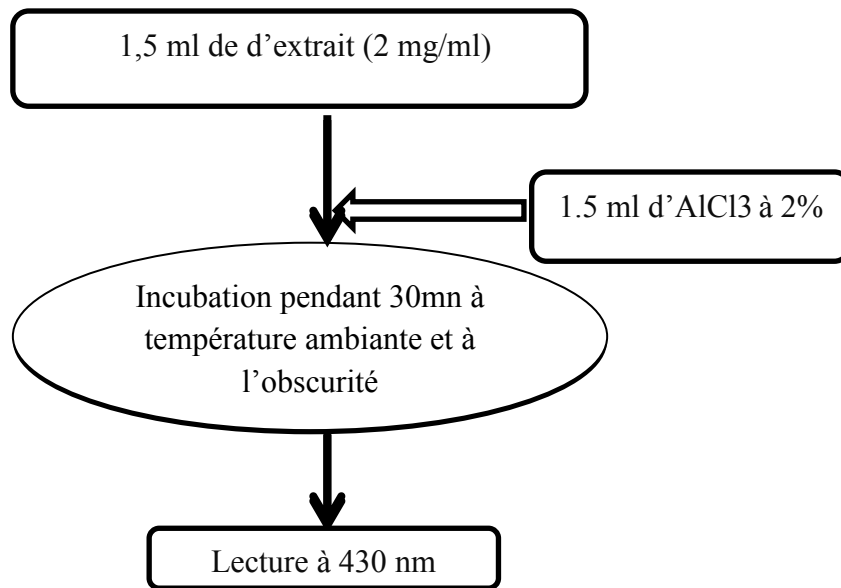 1,5 ml de d’extrait (2 mg/ml)
1.5 ml d’AlCl3 à 2%
Incubation pendant 30mn à
température ambiante et à
l’obscurité
Lecture à 430 nm